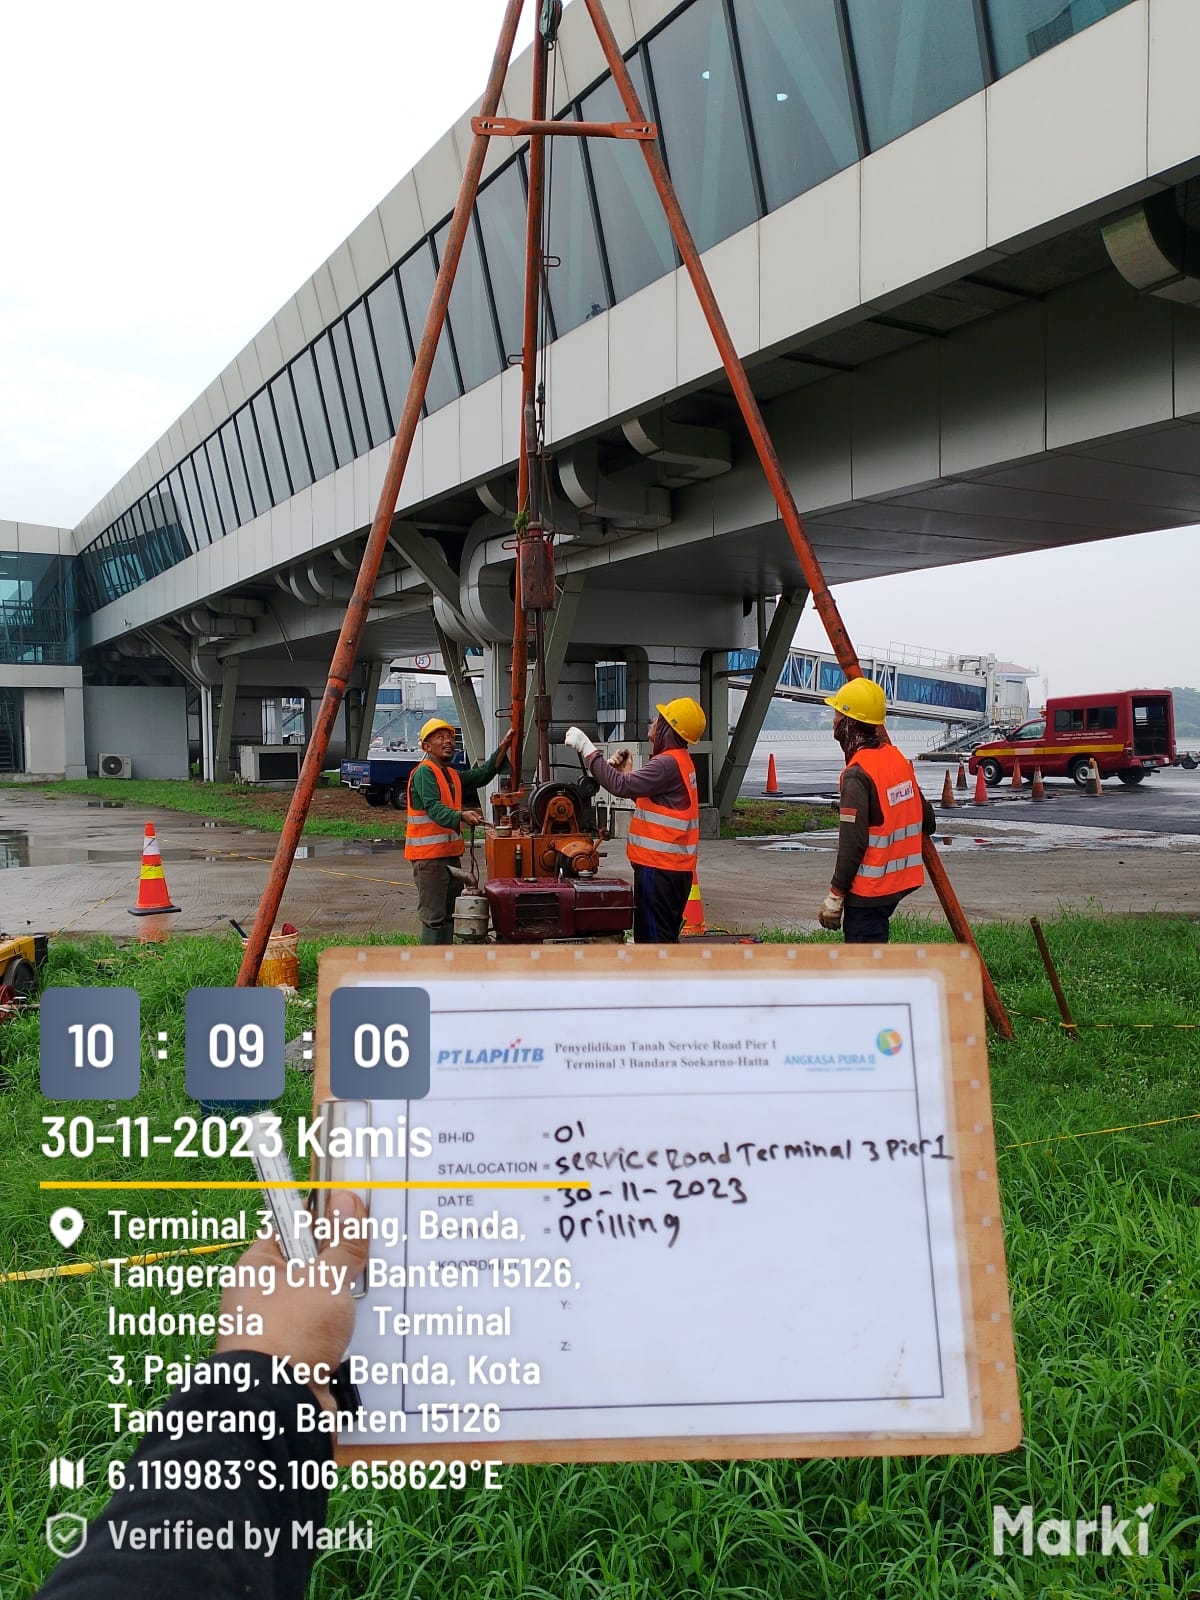 PT.LAPI ITB
Penyelidikan Tanah Service Road Pier 1
Terminal 3 Bandara Soekarno-Hatta
ANGKASA PURA II
BH-ID = 01
STA/LOCATION = Service Road Terminal 3 Pier 1
DATE = 30-11-2023
= Drilling
Y:
Z:
10 : 09 : 06
30-11-2023 Kamis
Terminal 3, Pajang, Benda,
Tangerang City, Banten 15126,
Indonesia Terminal
3, Pajang, Kec. Benda, Kota
Tangerang, Banten 15126
6,119983°S,106,658629°E
Verified by Marki
Marki